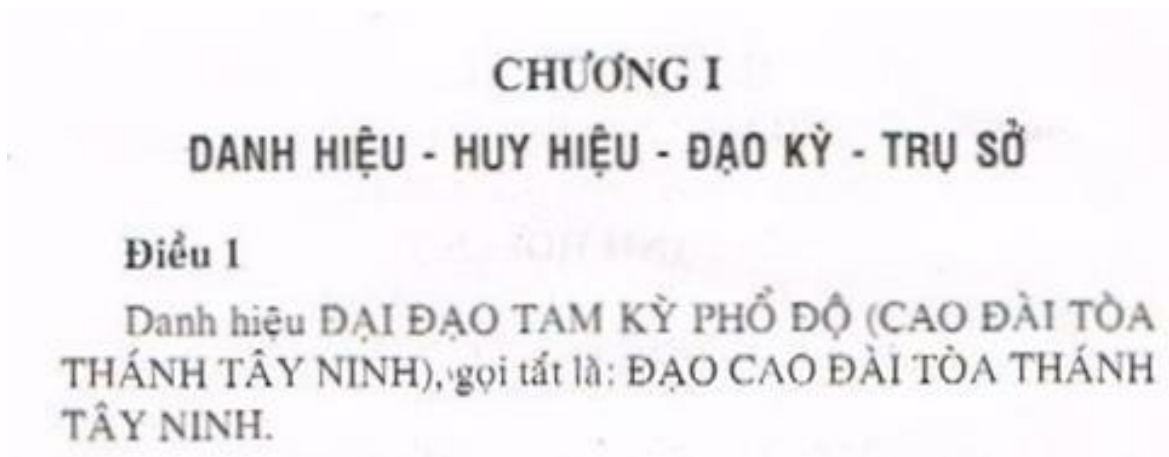 CHƯƠNG I
DANH HIỆU - HUY HIỆU - ĐẠO KỲ - TRỤ SỞ
Điều 1
Danh hiệu ĐẠI ĐẠO TAM KỲ PHỔ ĐỘ (CAO ĐÀI TÒA
THÁNH TÂY NINH), gọi tắt là: ĐẠO CAO ĐÀI TÒA THÁNH
TÂY NINH.